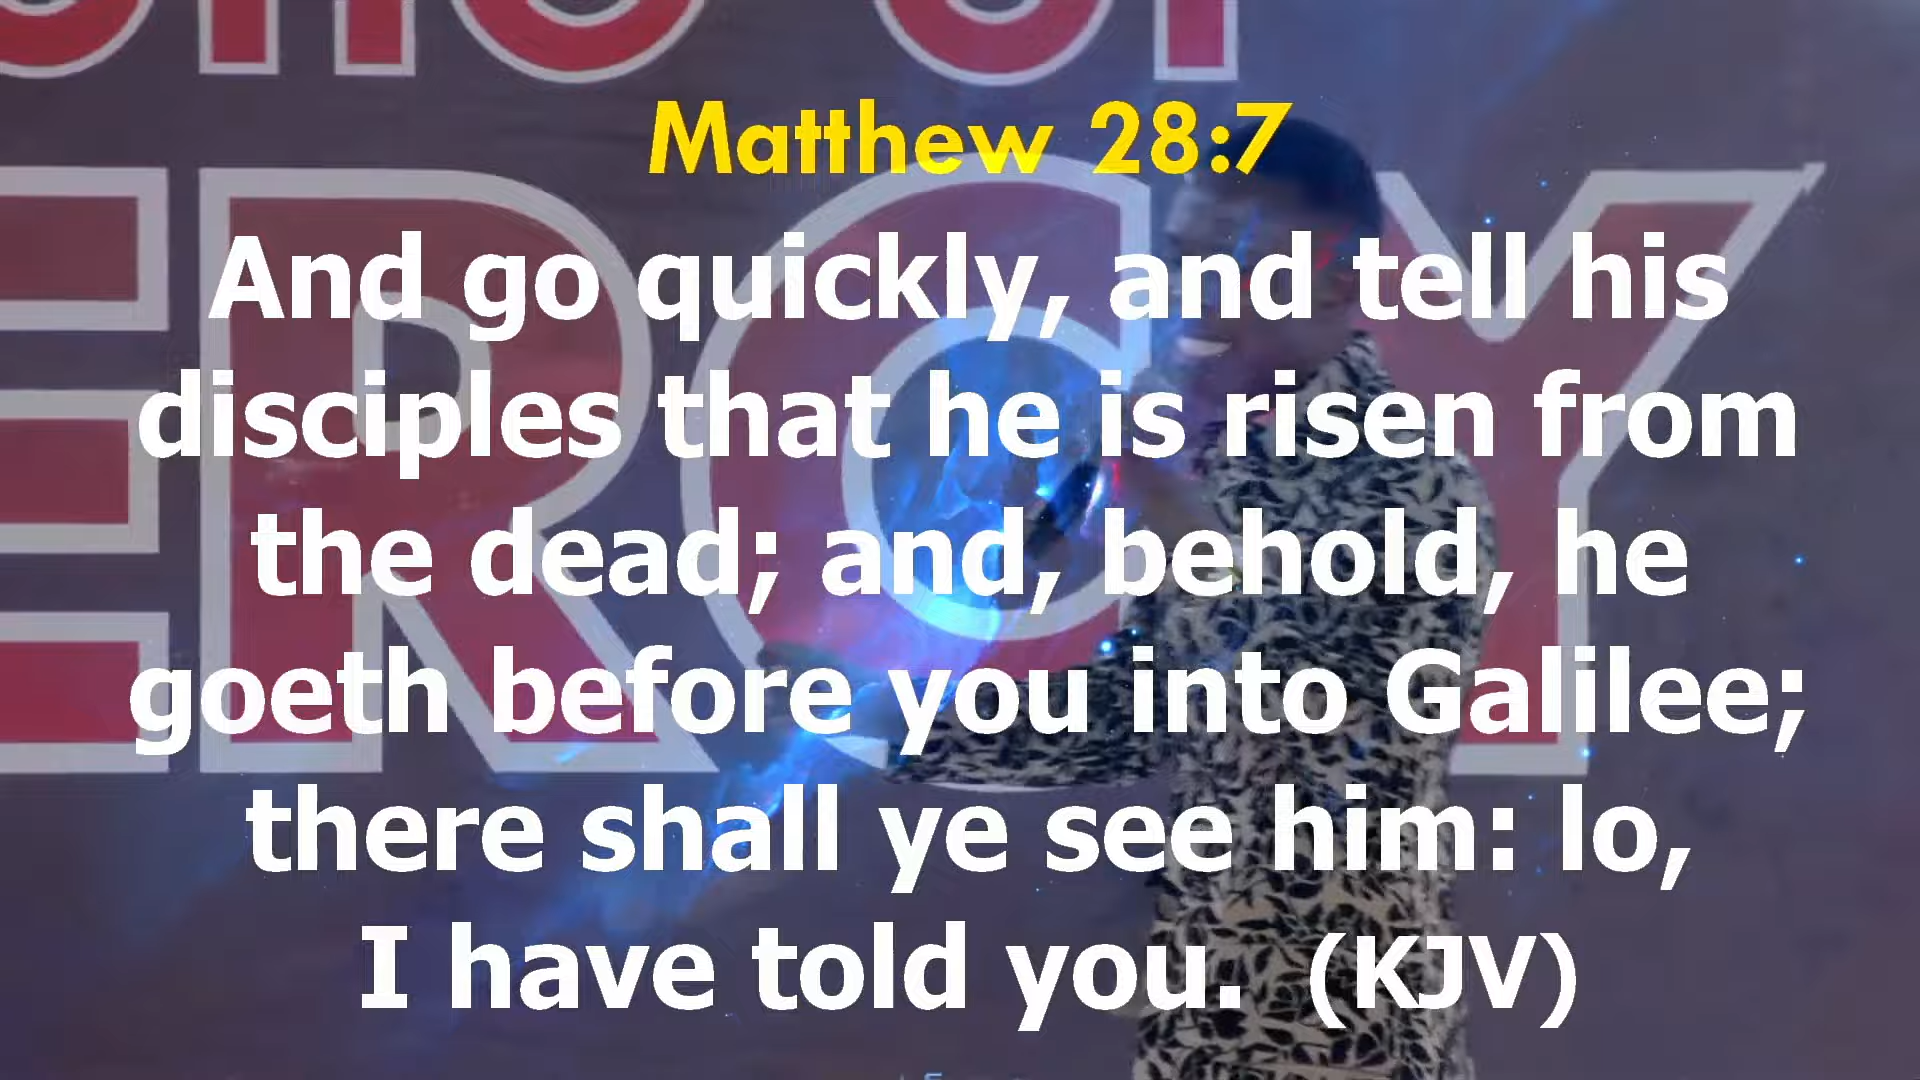 Matthew 28:7
And go quickly, and tell his
disciples that he is risen from
the dead; and, behold, he
goeth before you into Galilee;
there shall ye see him: lo,
I have told you. (KJV)
ERCY